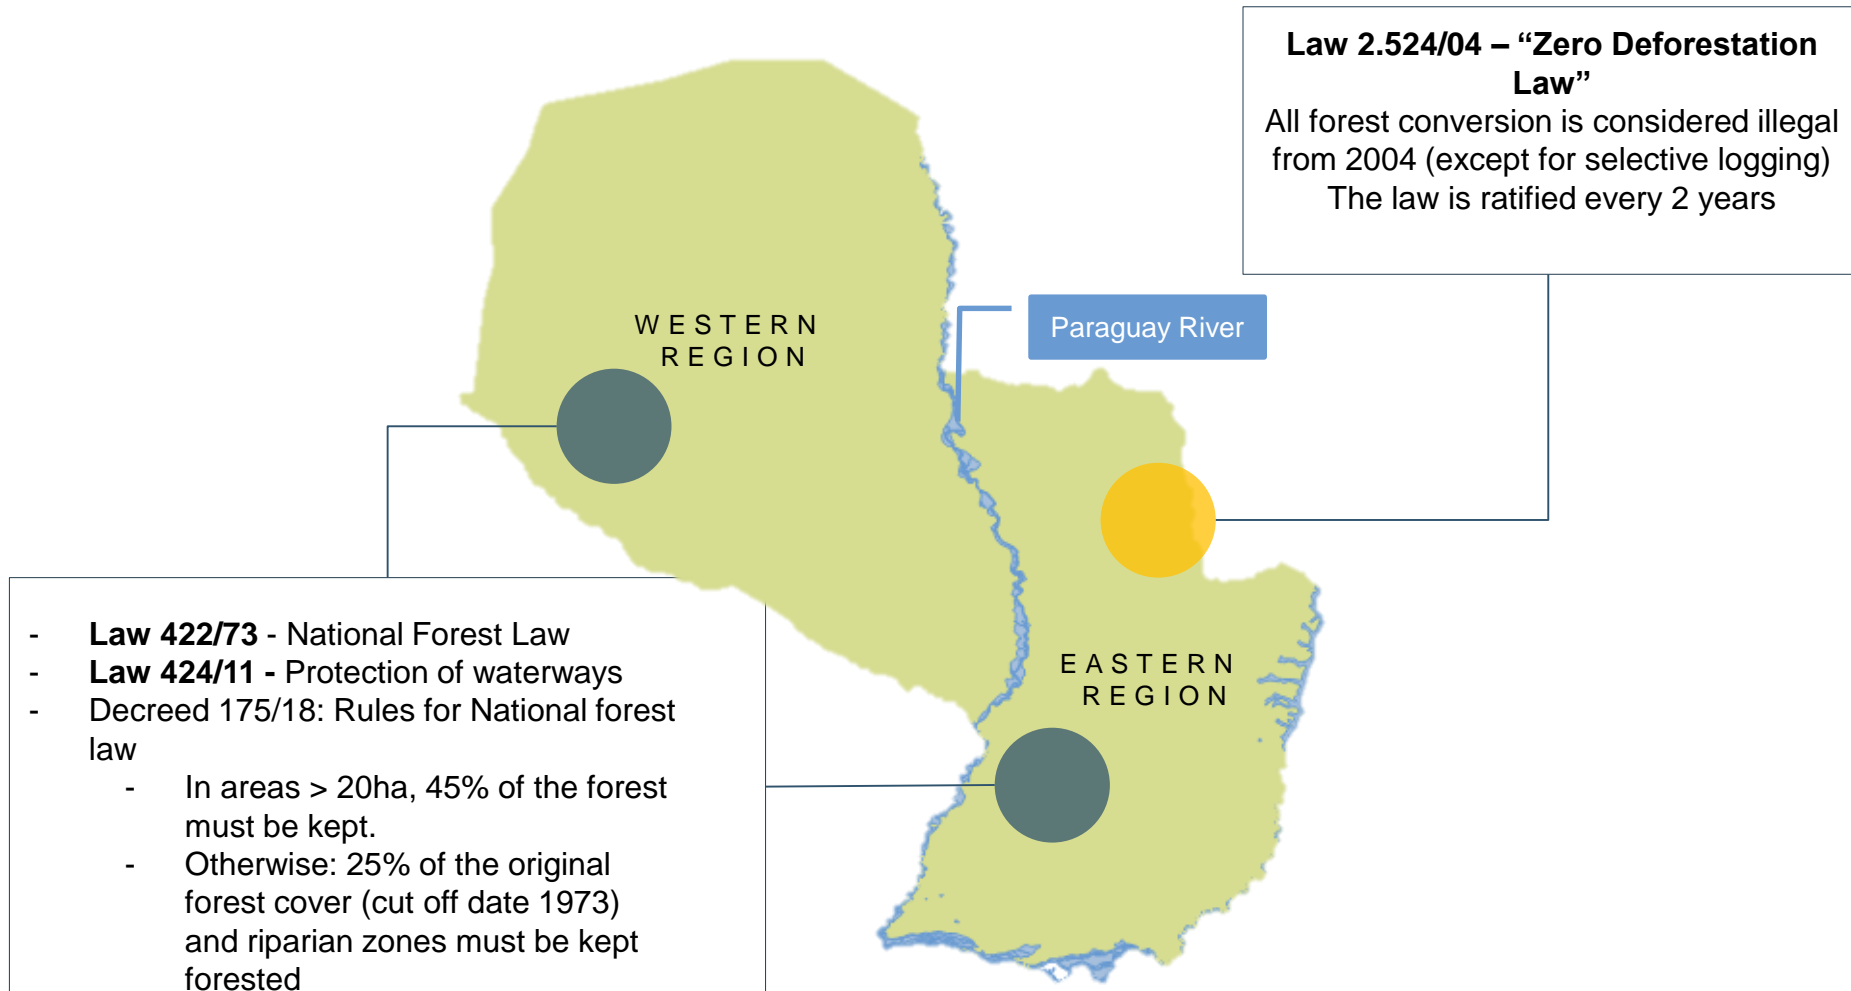 Law 2.524/04 – “Zero Deforestation
Law”
All forest conversion is considered illegal
from 2004 (except for selective logging)
The law is ratified every 2 years
WESTERN
REGION
Paraguay River
EASTERN
REGION
- Law 422/73 - National Forest Law
- Law 424/11 - Protection of waterways
- Decreed 175/18: Rules for National forest
law
- In areas > 20ha, 45% of the forest
must be kept.
- Otherwise: 25% of the original
forest cover (cut off date 1973)
and riparian zones must be kept
forested